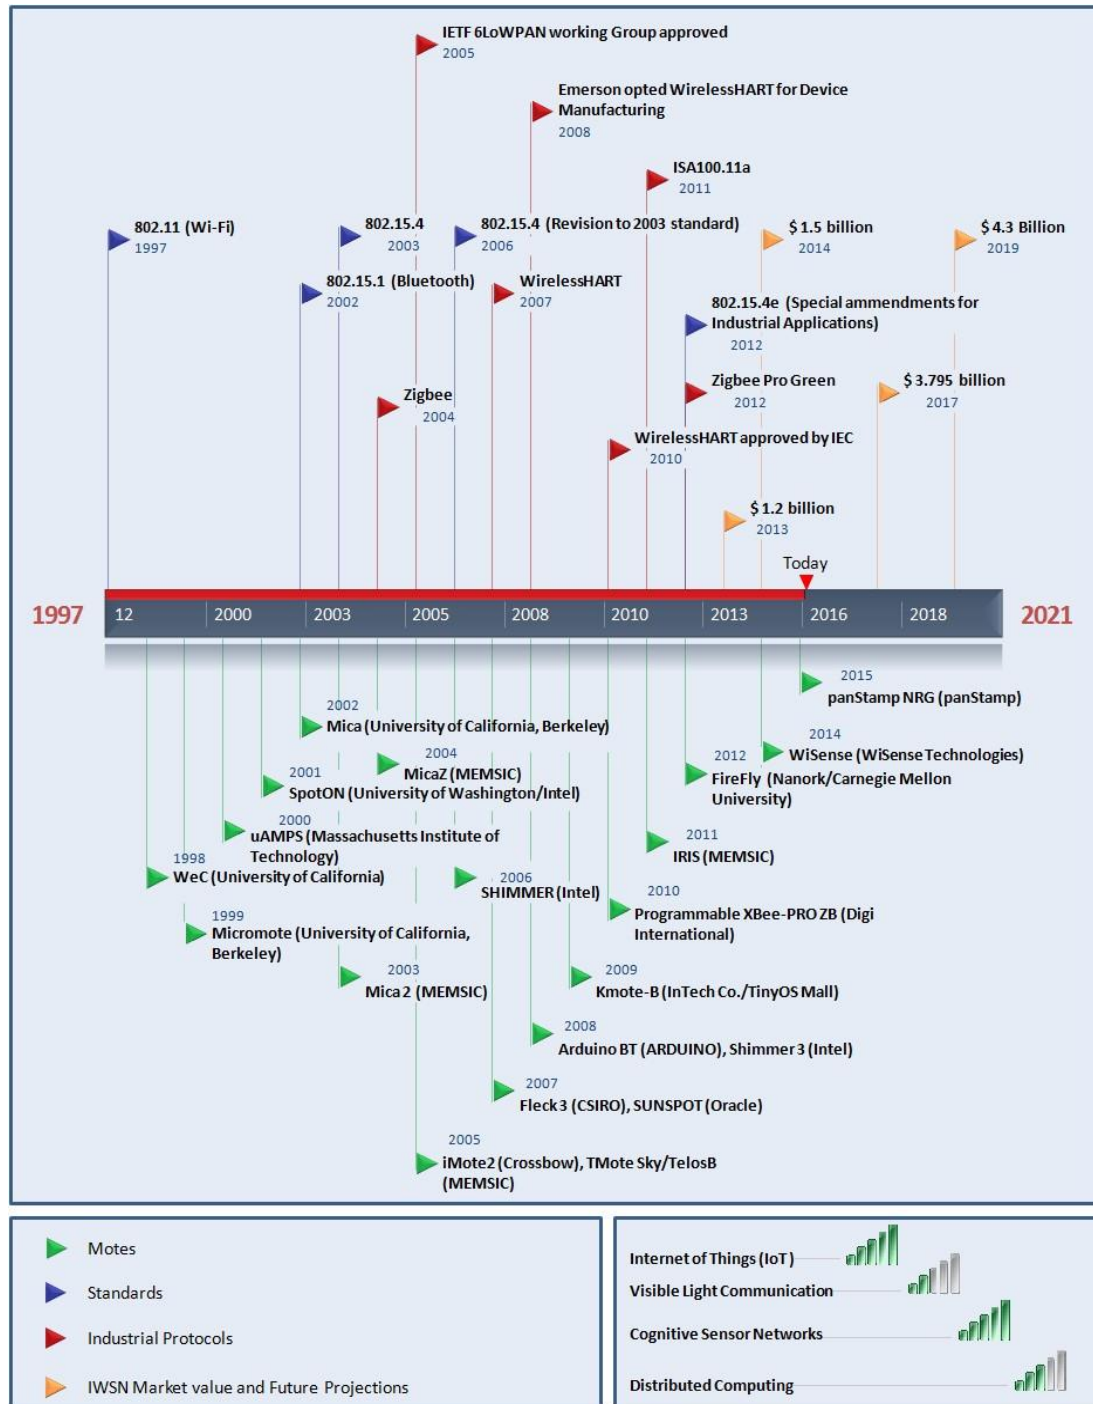 IETF 6LoWPAN working Group approved
2005
Emerson opted WirelessHART for Device
Manufacturing
2008
ISA100.11a
2011
802.11 (Wi-Fi)
1997
802.15.4
2003
802.15.4 (Revision to 2003 standard)
2006
$ 1.5 billion
2014
$ 4.3 Billion
2019
802.15.1 (Bluetooth)
2002
WirelessHART
2007
802.15.4e (Special ammendments for
Industrial Applications)
2012
Zigbee
2004
Zigbee Pro Green
2012
$ 3.795 billion
2017
WirelessHART approved by IEC
2010
$ 1.2 billion
2013
Today
1997
12
2000
2003
2005
2008
2010
2013
2016
2018
2021
2015
panStamp NRG (panStamp)
2002
Mica (University of California, Berkeley)
2014
WiSense (WiSense Technologies)
2004
MicaZ (MEMSIC)
2012
FireFly (Nanork/Carnegie Mellon
University)
2001
SpotON (University of Washington/Intel)
2000
uAMPS (Massachusetts Institute of
Technology)
2011
IRIS (MEMSIC)
1998
WeC (University of California)
2006
SHIMMER (Intel)
2010
Programmable XBee-PRO ZB (Digi
International)
1999
Micromote (University of California,
Berkeley)
2003
Mica 2 (MEMSIC)
2009
Kmote-B (InTech Co./TinyOS Mall)
2008
Arduino BT (ARDUINO), Shimmer 3 (Intel)
2007
Fleck 3 (CSIRO), SUNSPOT (Oracle)
2005
iMote2 (Crossbow), TMote Sky/TelosB
(MEMSIC)
Motes
Standards
Industrial Protocols
IWSN Market value and Future Projections
Internet of Things (IoT)
Visible Light Communication
Cognitive Sensor Networks
Distributed Computing